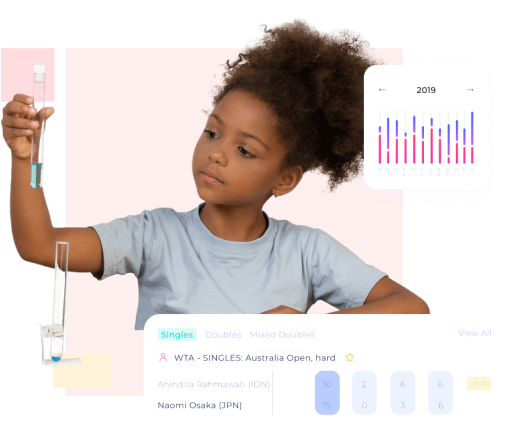 ← 2019 →
Singles Doubles Mixed Doubles View All
WTA - SINGLES: Australia Open, hard
Anindita Rahmawati (IDN) 30 2 6 6
Naomi Osaka (JPN) 15 0 3 6